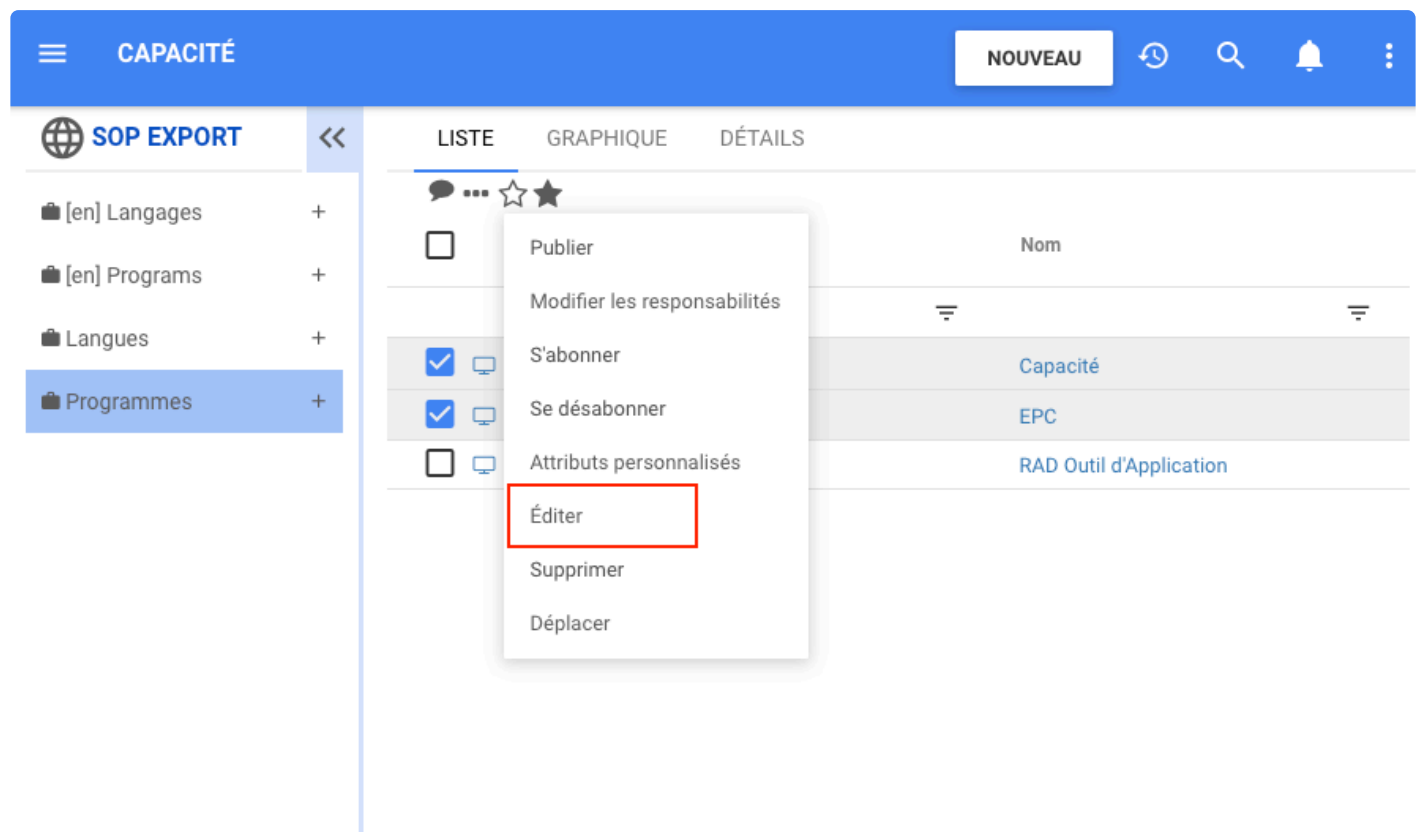 CAPACITÉ
NOUVEAU
SOP EXPORT
[en] Langages
[en] Programs
Langues
Programmes
LISTE GRAPHIQUE DÉTAILS
Publier
Modifier les responsabilités
S'abonner
Se désabonner
Attributs personnalisés
Éditer
Supprimer
Déplacer
Nom
Capacité
EPC
RAD Outil d'Application